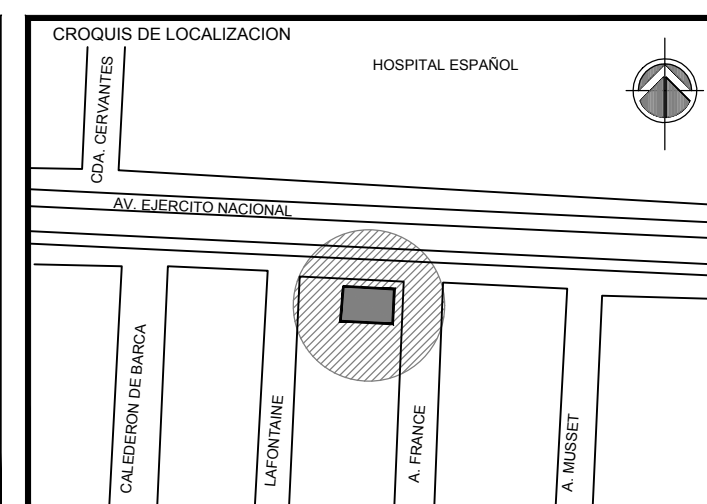 CROQUIS DE LOCALIZACION
HOSPITAL ESPAÑOL
CDA. CERVANTES
AV. EJERCITO NACIONAL
CALEDERON DE BARCA
LAFONTAINE
A. FRANCE
A. MUSSET